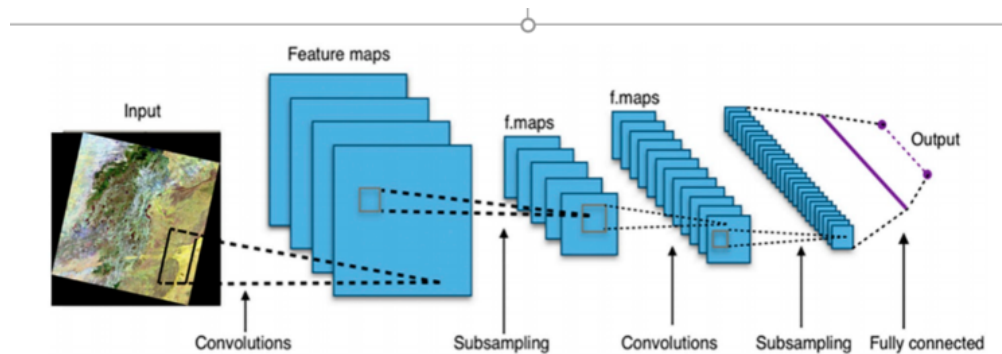 Feature maps
Input
f.maps
f.maps
Output
Convolutions
Subsampling
Convolutions
Subsampling
Fully connected